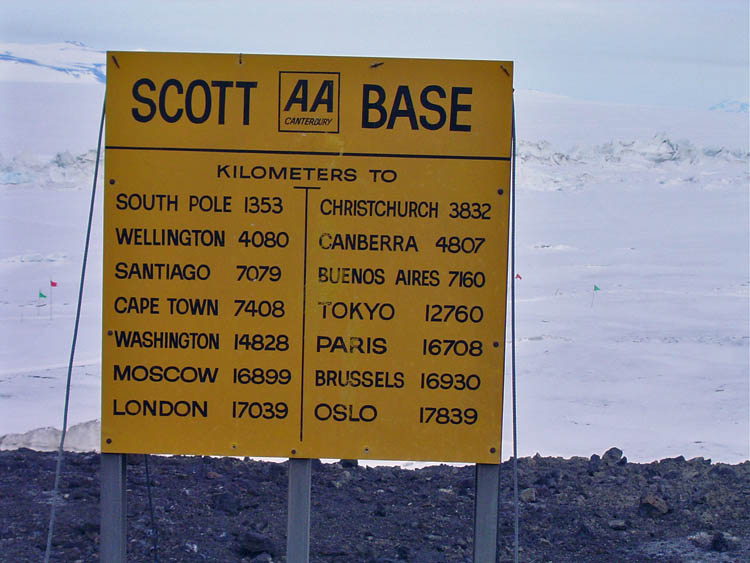 SCOTT AA BASE
CANTERBURY
KILOMETERS TO
SOUTH POLE 1353
WELLINGTON 4080
SANTIAGO 7079
CAPE TOWN 7408
WASHINGTON 14828
MOSCOW 16899
LONDON 17039
CHRISTCHURCH 3832
CANBERRA 4807
BUENOS AIRES 7160
TOKYO 12760
PARIS 16708
BRUSSELS 16930
OSLO 17839